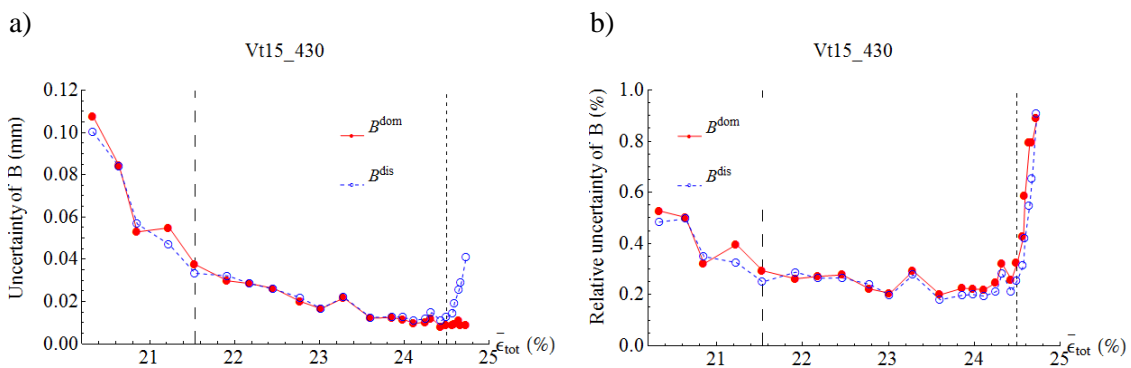 a)
Vt15_430
Uncertainty of B (mm)
0.12
0.10
0.08
0.06
0.04
0.02
0.00
B^dom
B^dis
21 22 23 24 25
ϵ̄tot (%)
b)
Vt15_430
Relative uncertainty of B (%)
1.0
0.8
0.6
0.4
0.2
0.0
B^dom
B^dis
21 22 23 24 25
ϵ̄tot (%)